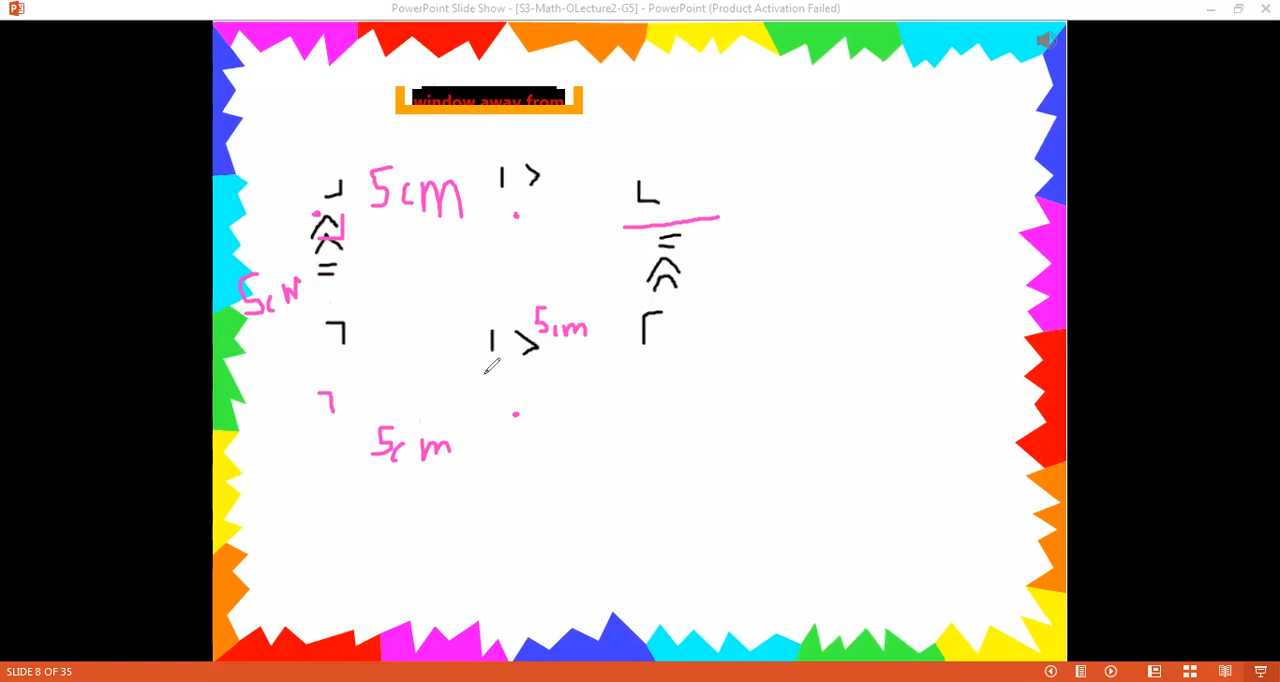 PowerPoint Slide Show - [S3-Math-OLecture2-G5] - PowerPoint (Product Activation Failed)
window away from
5cm
5cm
5cm
5cm
SLIDE 8 OF 35